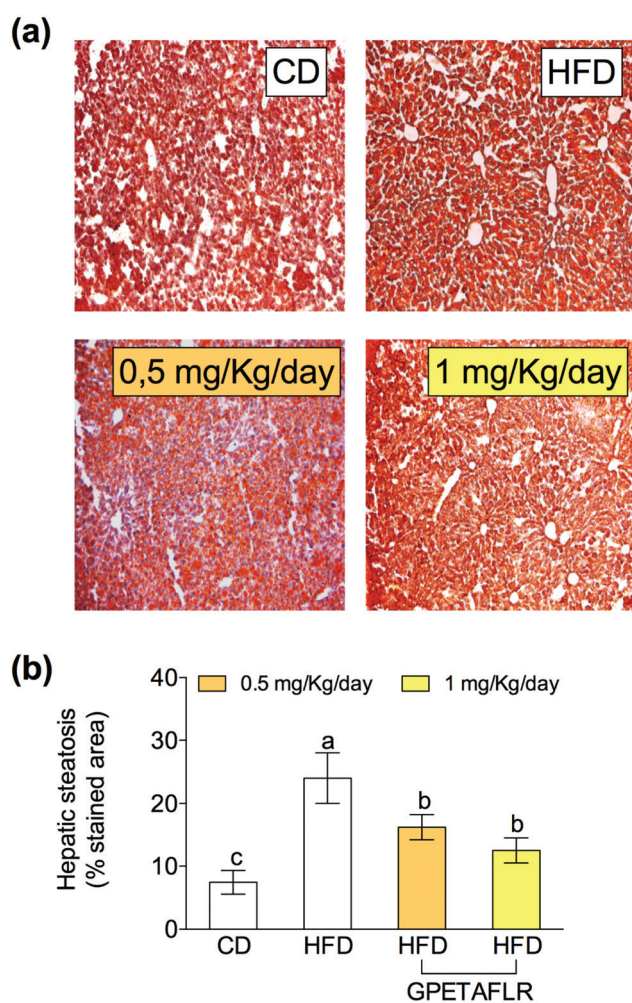 (a)
CD
HFD
0,5 mg/Kg/day
1 mg/Kg/day
(b)
0.5 mg/Kg/day
1 mg/Kg/day
Hepatic steatosis
(% stained area)
40
30
20
10
0
c
a
b
b
CD
HFD
HFD
HFD
GPETAFLR